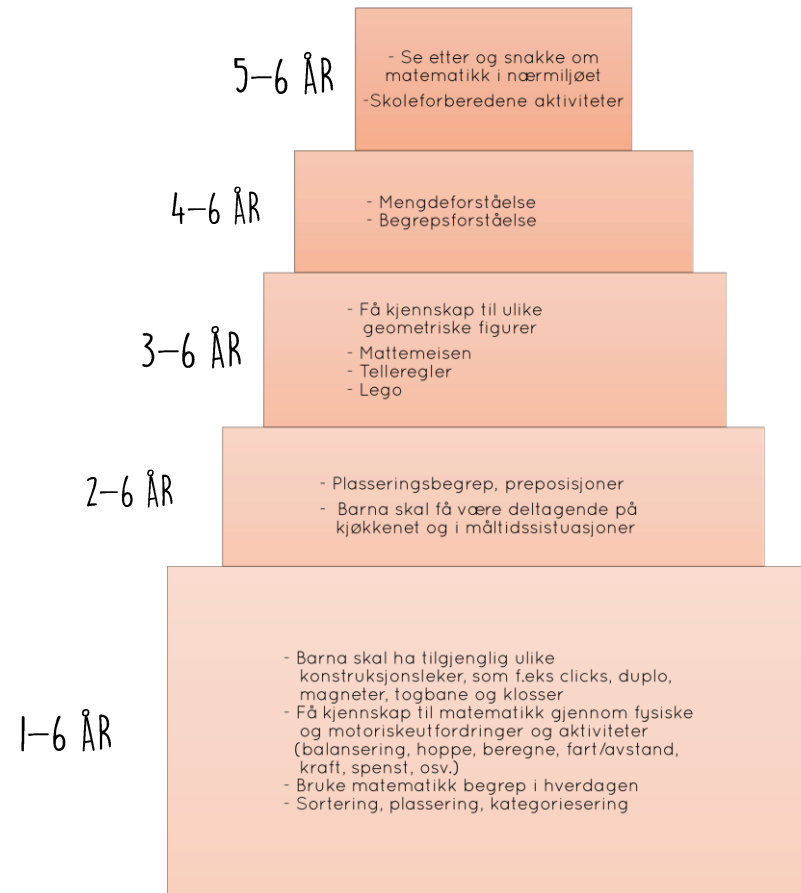 5–6 ÅR
- Se etter og snakke om
matematikk i nærmiljøet
-Skoleforberedene aktiviteter
4–6 ÅR
- Mengdeforståelse
- Begrepsforståelse
3–6 ÅR
- Få kjennskap til ulike
geometriske figurer
- Mattemeisen
- Telleregler
- Lego
2–6 ÅR
- Plasseringsbegrep, preposisjoner
- Barna skal få være deltagende på
kjøkkenet og i måltidssistuasjoner
1–6 ÅR
- Barna skal ha tilgjenglig ulike
konstruksjonsleker, som f.eks clicks, duplo,
magneter, togbane og klosser
- Få kjennskap til matematikk gjennom fysiske
og motoriskeutfordringer og aktiviteter
(balansering, hoppe, beregne, fart/avstand,
kraft, spenst, osv.)
- Bruke matematikk begrep i hverdagen
- Sortering, plassering, kategoriesering